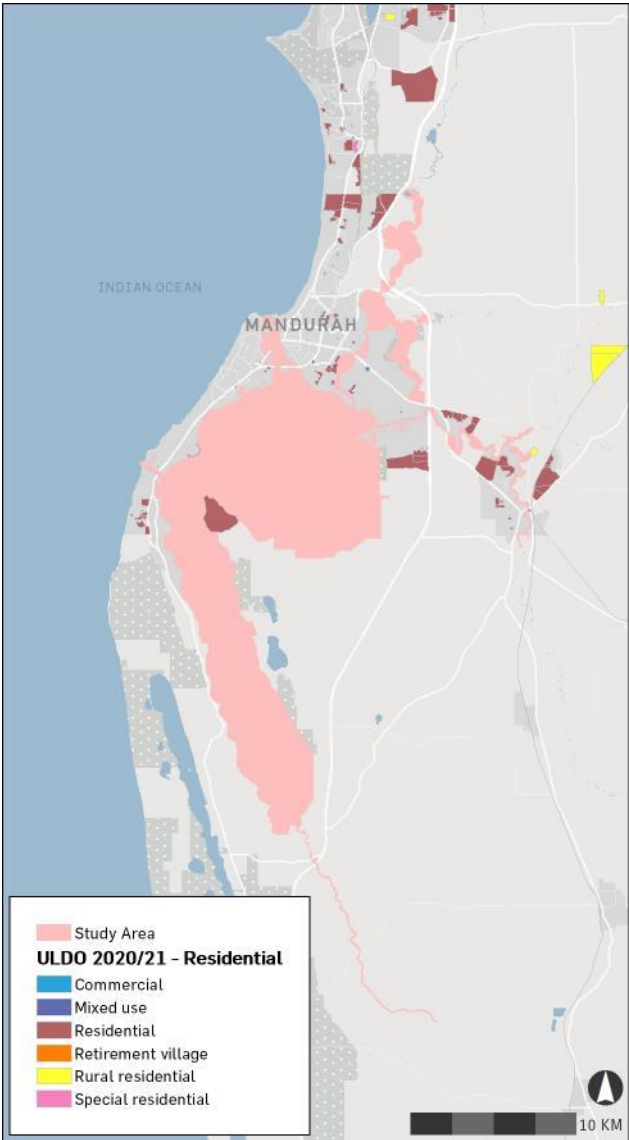 INDIAN OCEAN
MANDURAH
Study Area
ULDO 2020/21 - Residential
Commercial
Mixed use
Residential
Retirement village
Rural residential
Special residential
10 KM